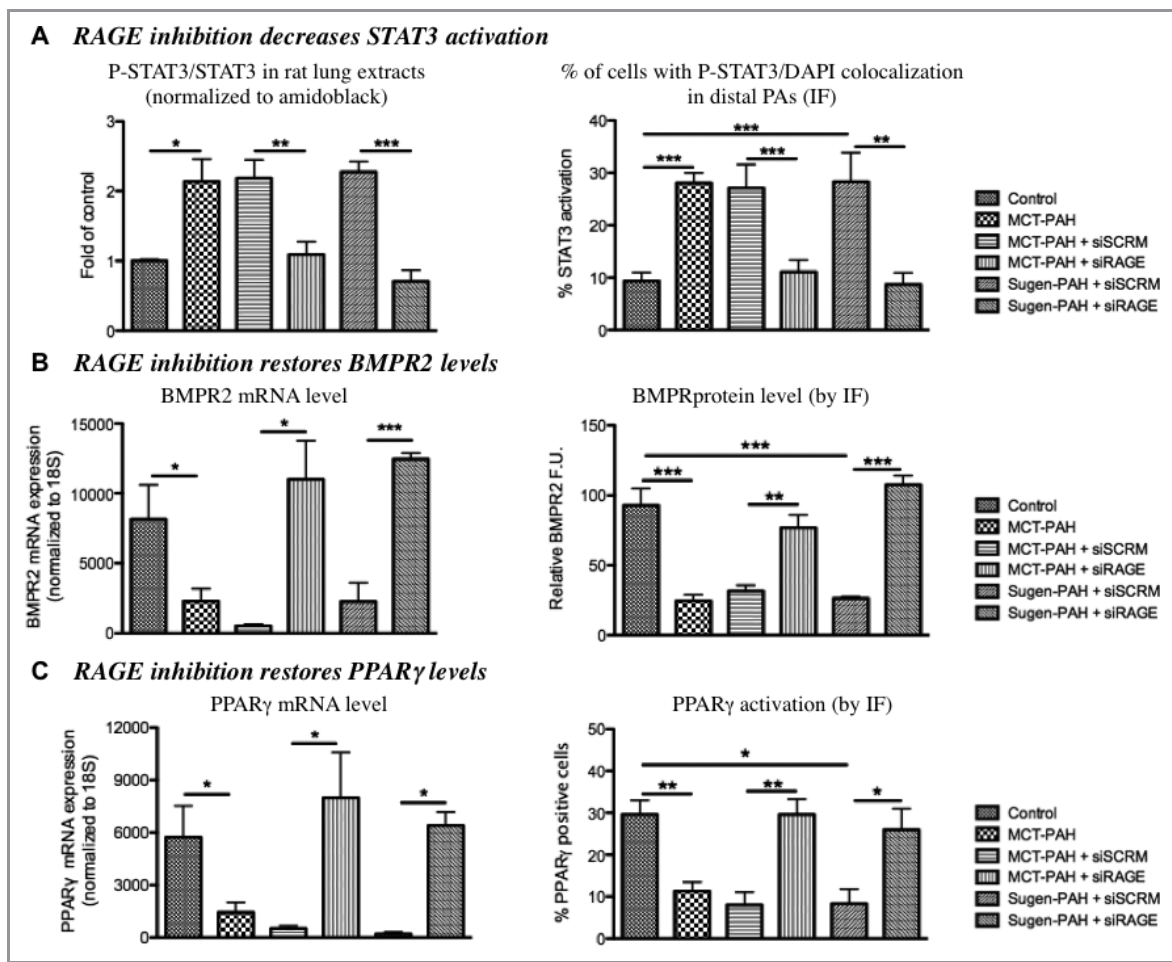 A RAGE inhibition decreases STAT3 activation
P-STAT3/STAT3 in rat lung extracts
(normalized to amidoblack)
Fold of control
4
3
2
1
0
*
**
***
% of cells with P-STAT3/DAPI colocalization
in distal PAs (IF)
% STAT3 activation
40
30
20
10
0
***
***
***
**
Control
MCT-PAH
MCT-PAH + siSCRM
MCT-PAH + siRAGE
Sugen-PAH + siSCRM
Sugen-PAH + siRAGE
B RAGE inhibition restores BMPR2 levels
BMPR2 mRNA level
BMPR2 mRNA expression
(normalized to 18S)
15000
10000
5000
0
*
*
***
BMPRprotein level (by IF)
Relative BMPR2 F.U.
150
100
50
0
***
***
**
***
Control
MCT-PAH
MCT-PAH + siSCRM
MCT-PAH + siRAGE
Sugen-PAH + siSCRM
Sugen-PAH + siRAGE
C RAGE inhibition restores PPARγ levels
PPARγ mRNA level
PPARγ mRNA expression
(normalized to 18S)
12000
9000
6000
3000
0
*
*
*
PPARγ activation (by IF)
% PPARγ positive cells
50
40
30
20
10
0
*
**
**
*
Control
MCT-PAH
MCT-PAH + siSCRM
MCT-PAH + siRAGE
Sugen-PAH + siSCRM
Sugen-PAH + siRAGE